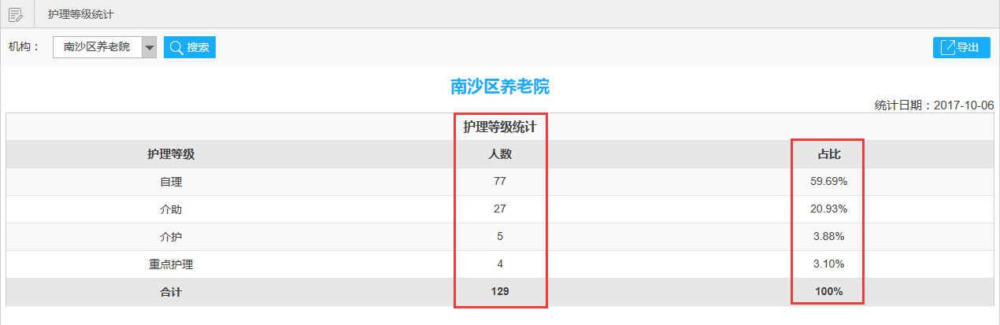 护理等级统计
机构： 南沙区养老院 搜索 导出
南沙区养老院
统计日期：2017-10-06
护理等级统计
护理等级 人数 占比
自理 77 59.69%
介助 27 20.93%
介护 5 3.88%
重点护理 4 3.10%
合计 129 100%